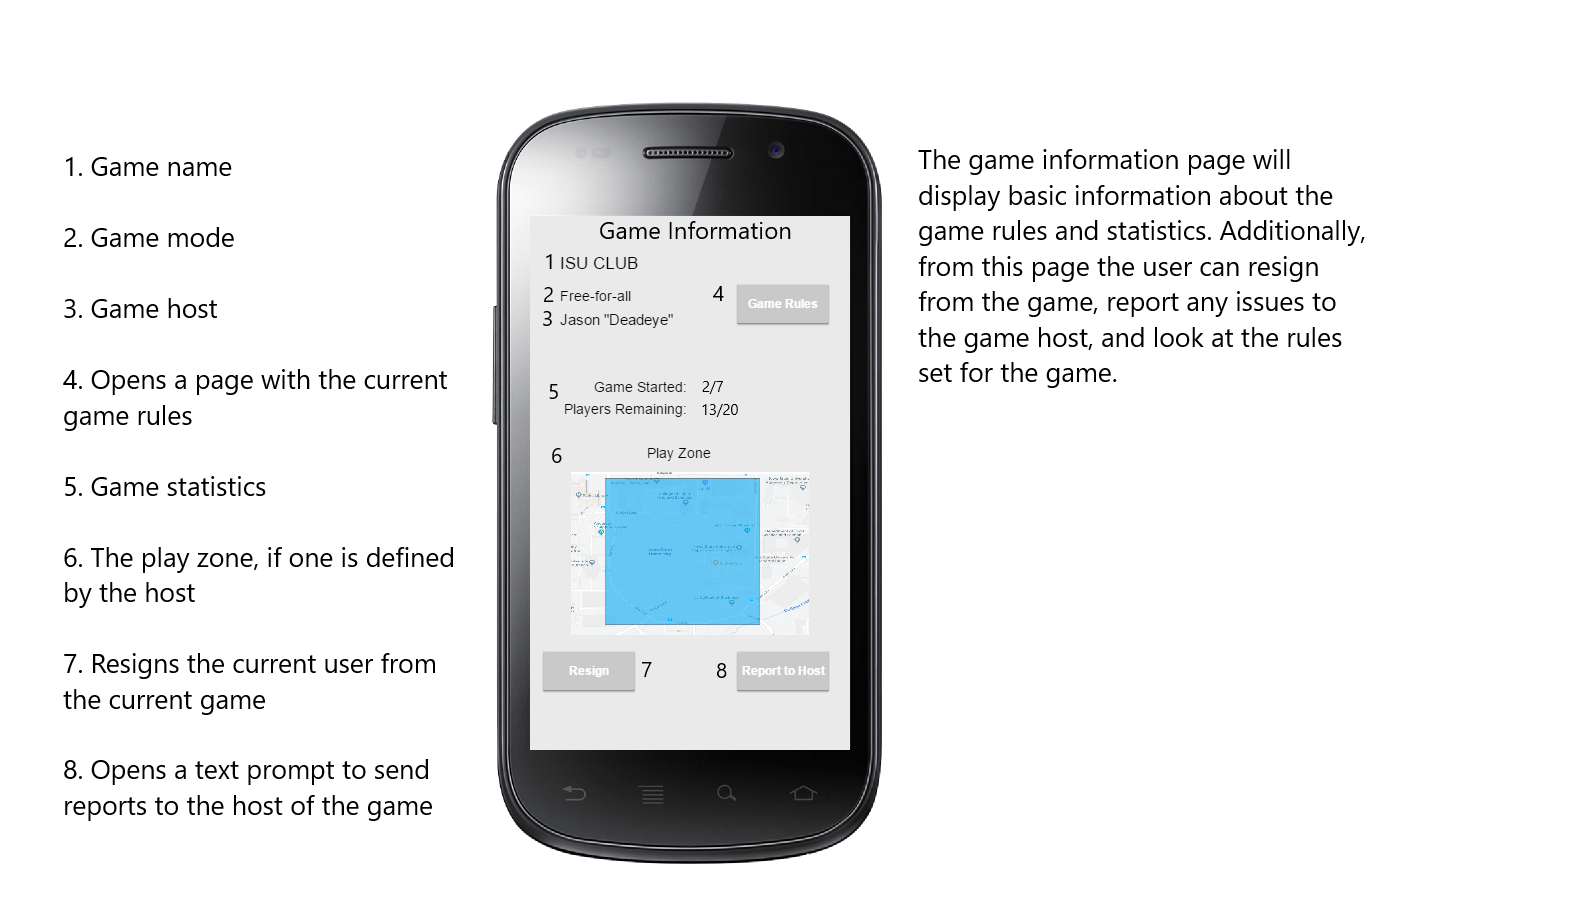 1. Game name
2. Game mode
3. Game host
4. Opens a page with the current
game rules
5. Game statistics
6. The play zone, if one is defined
by the host
7. Resigns the current user from
the current game
8. Opens a text prompt to send
reports to the host of the game
Game Information
1 ISU CLUB
2 Free-for-all
3 Jason "Deadeye"
4 Game Rules
5 Game Started: 2/7
Players Remaining: 13/20
6 Play Zone
Resign 7
8 Report to Host
The game information page will
display basic information about the
game rules and statistics. Additionally,
from this page the user can resign
from the game, report any issues to
the game host, and look at the rules
set for the game.